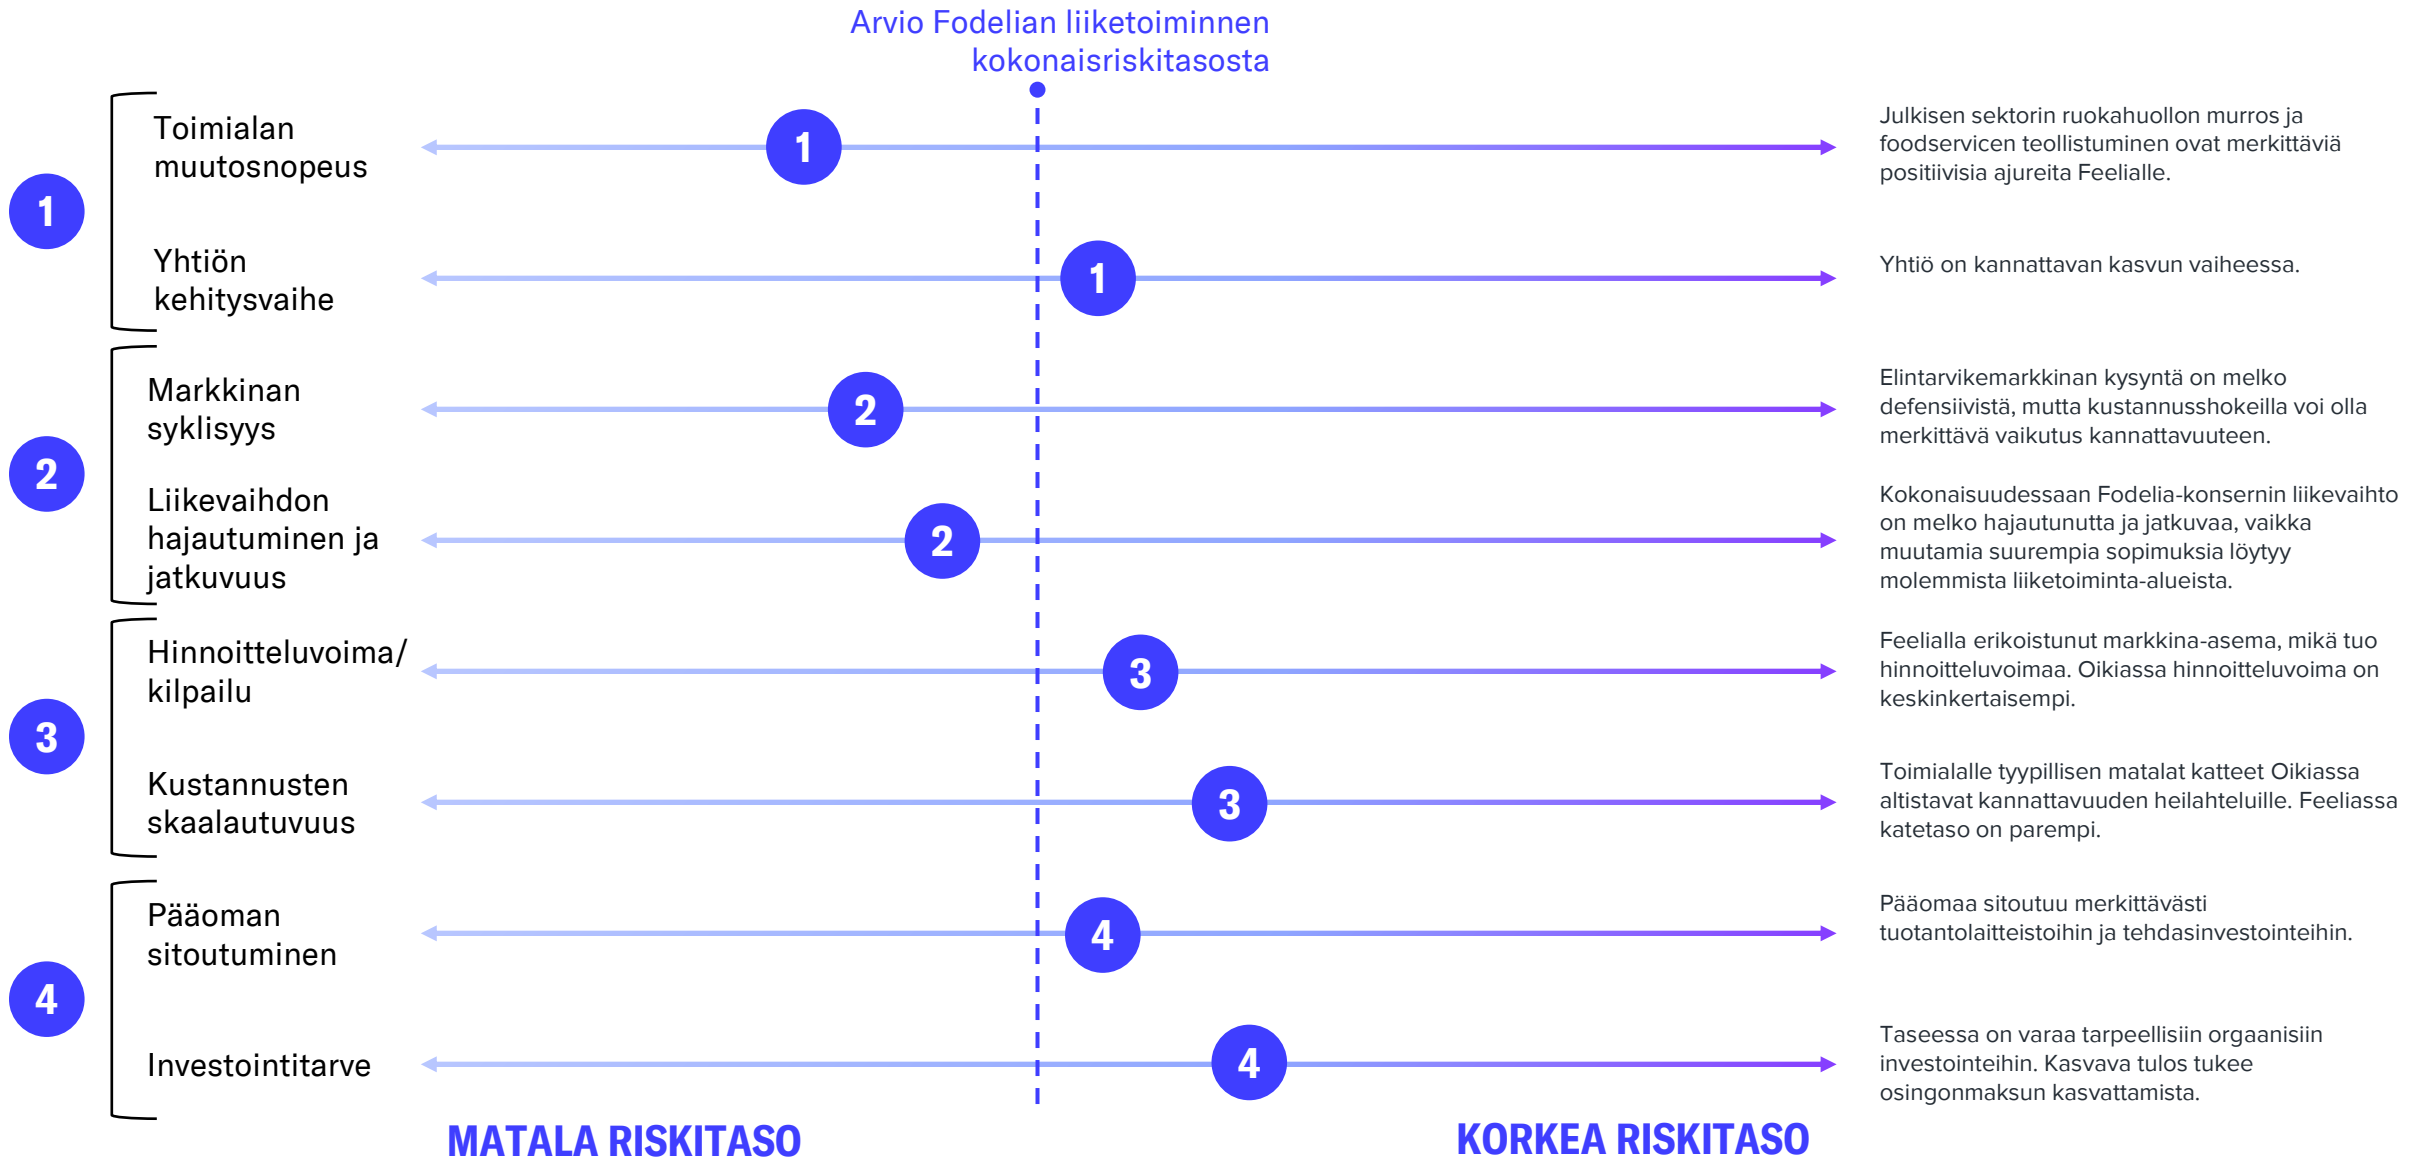 Arvio Fodelian liiketoiminnen
kokonaisriskitasosta
1
Toimialan
muutosnopeus
1
Julkisen sektorin ruokahuollon murros ja
foodservicen teollistuminen ovat merkittäviä
positiivisia ajureita Feelialle.
Yhtiön
kehitysvaihe
1
Yhtiö on kannattavan kasvun vaiheessa.
2
Markkinan
syklisyys
2
Elintarvikemarkkinan kysyntä on melko
defensiivistä, mutta kustannusshokeilla voi olla
merkittävä vaikutus kannattavuuteen.
Liikevaihdon
hajautuminen ja
jatkuvuus
2
Kokonaisuudessaan Fodelia-konsernin liikevaihto
on melko hajautunutta ja jatkuvaa, vaikka
muutamia suurempia sopimuksia löytyy
molemmista liiketoiminta-alueista.
3
Hinnoitteluvoima/
kilpailu
3
Feelialla erikoistunut markkina-asema, mikä tuo
hinnoitteluvoimaa. Oikiassa hinnoitteluvoima on
keskinkertaisempi.
Kustannusten
skaalautuvuus
3
Toimialalle tyypillisen matalat katteet Oikiassa
altistavat kannattavuuden heilahteluille. Feeliassa
katetaso on parempi.
4
Pääoman
sitoutuminen
4
Pääomaa sitoutuu merkittävästi
tuotantolaitteistoihin ja tehdasinvestointeihin.
Investointitarve
4
Taseessa on varaa tarpeellisiin orgaanisiin
investointeihin. Kasvava tulos tukee
osingonmaksun kasvattamista.
MATALA RISKITASO
KORKEA RISKITASO